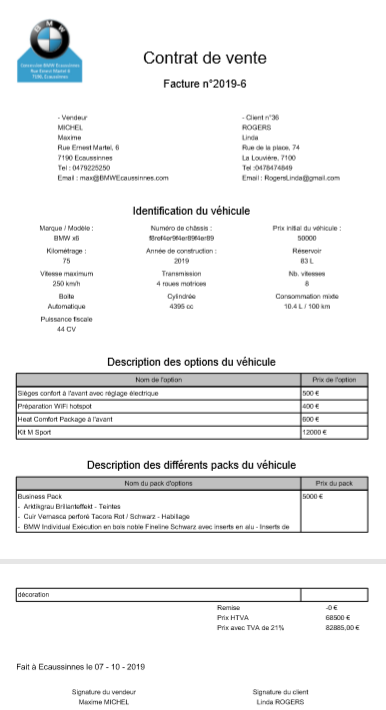 BMW
Concession BMW Ecaussinnes
Rue Ernest Martel 6
7190, Ecaussinnes
Contrat de vente
Facture n°2019-6
- Vendeur
MICHEL
Maxime
Rue Ernest Martel, 6
7190 Ecaussinnes
Tel : 0479225250
Email : max@BMWEcaussinnes.com
- Client n°36
ROGERS
Linda
Rue de la place, 74
La Louvière, 7100
Tel :0478474849
Email : RogersLinda@gmail.com
Identification du véhicule
Marque / Modèle : Numéro de châssis : Prix initial du véhicule :
BMW x6 f8ref4er9f4er89f4er89 50000
Kilométrage : Année de construction : Réservoir
75 2019 83 L
Vitesse maximum Transmission Nb. vitesses
250 km/h 4 roues motrices 8
Boite Cylindrée Consommation mixte
Automatique 4395 cc 10.4 L / 100 km
Puissance fiscale
44 CV
Description des options du véhicule
Nom de l'option Prix de l'option
Sièges confort à l'avant avec réglage électrique 500 €
Préparation WiFi hotspot 400 €
Heat Comfort Package à l'avant 600 €
Kit M Sport 12000 €
Description des différents packs du véhicule
Nom du pack d'options Prix du pack
Business Pack 5000 €
- Arktikgrau Brillanteffekt - Teintes
- Cuir Vernasca perforé Tacora Rot / Schwarz - Habillage
- BMW Individual Exécution en bois noble Fineline Schwarz avec inserts en alu - Inserts de
décoration
Remise -0 €
Prix HTVA 68500 €
Prix avec TVA de 21% 82885,00 €
Fait à Ecaussinnes le 07 - 10 - 2019
Signature du vendeur Signature du client
Maxime MICHEL Linda ROGERS